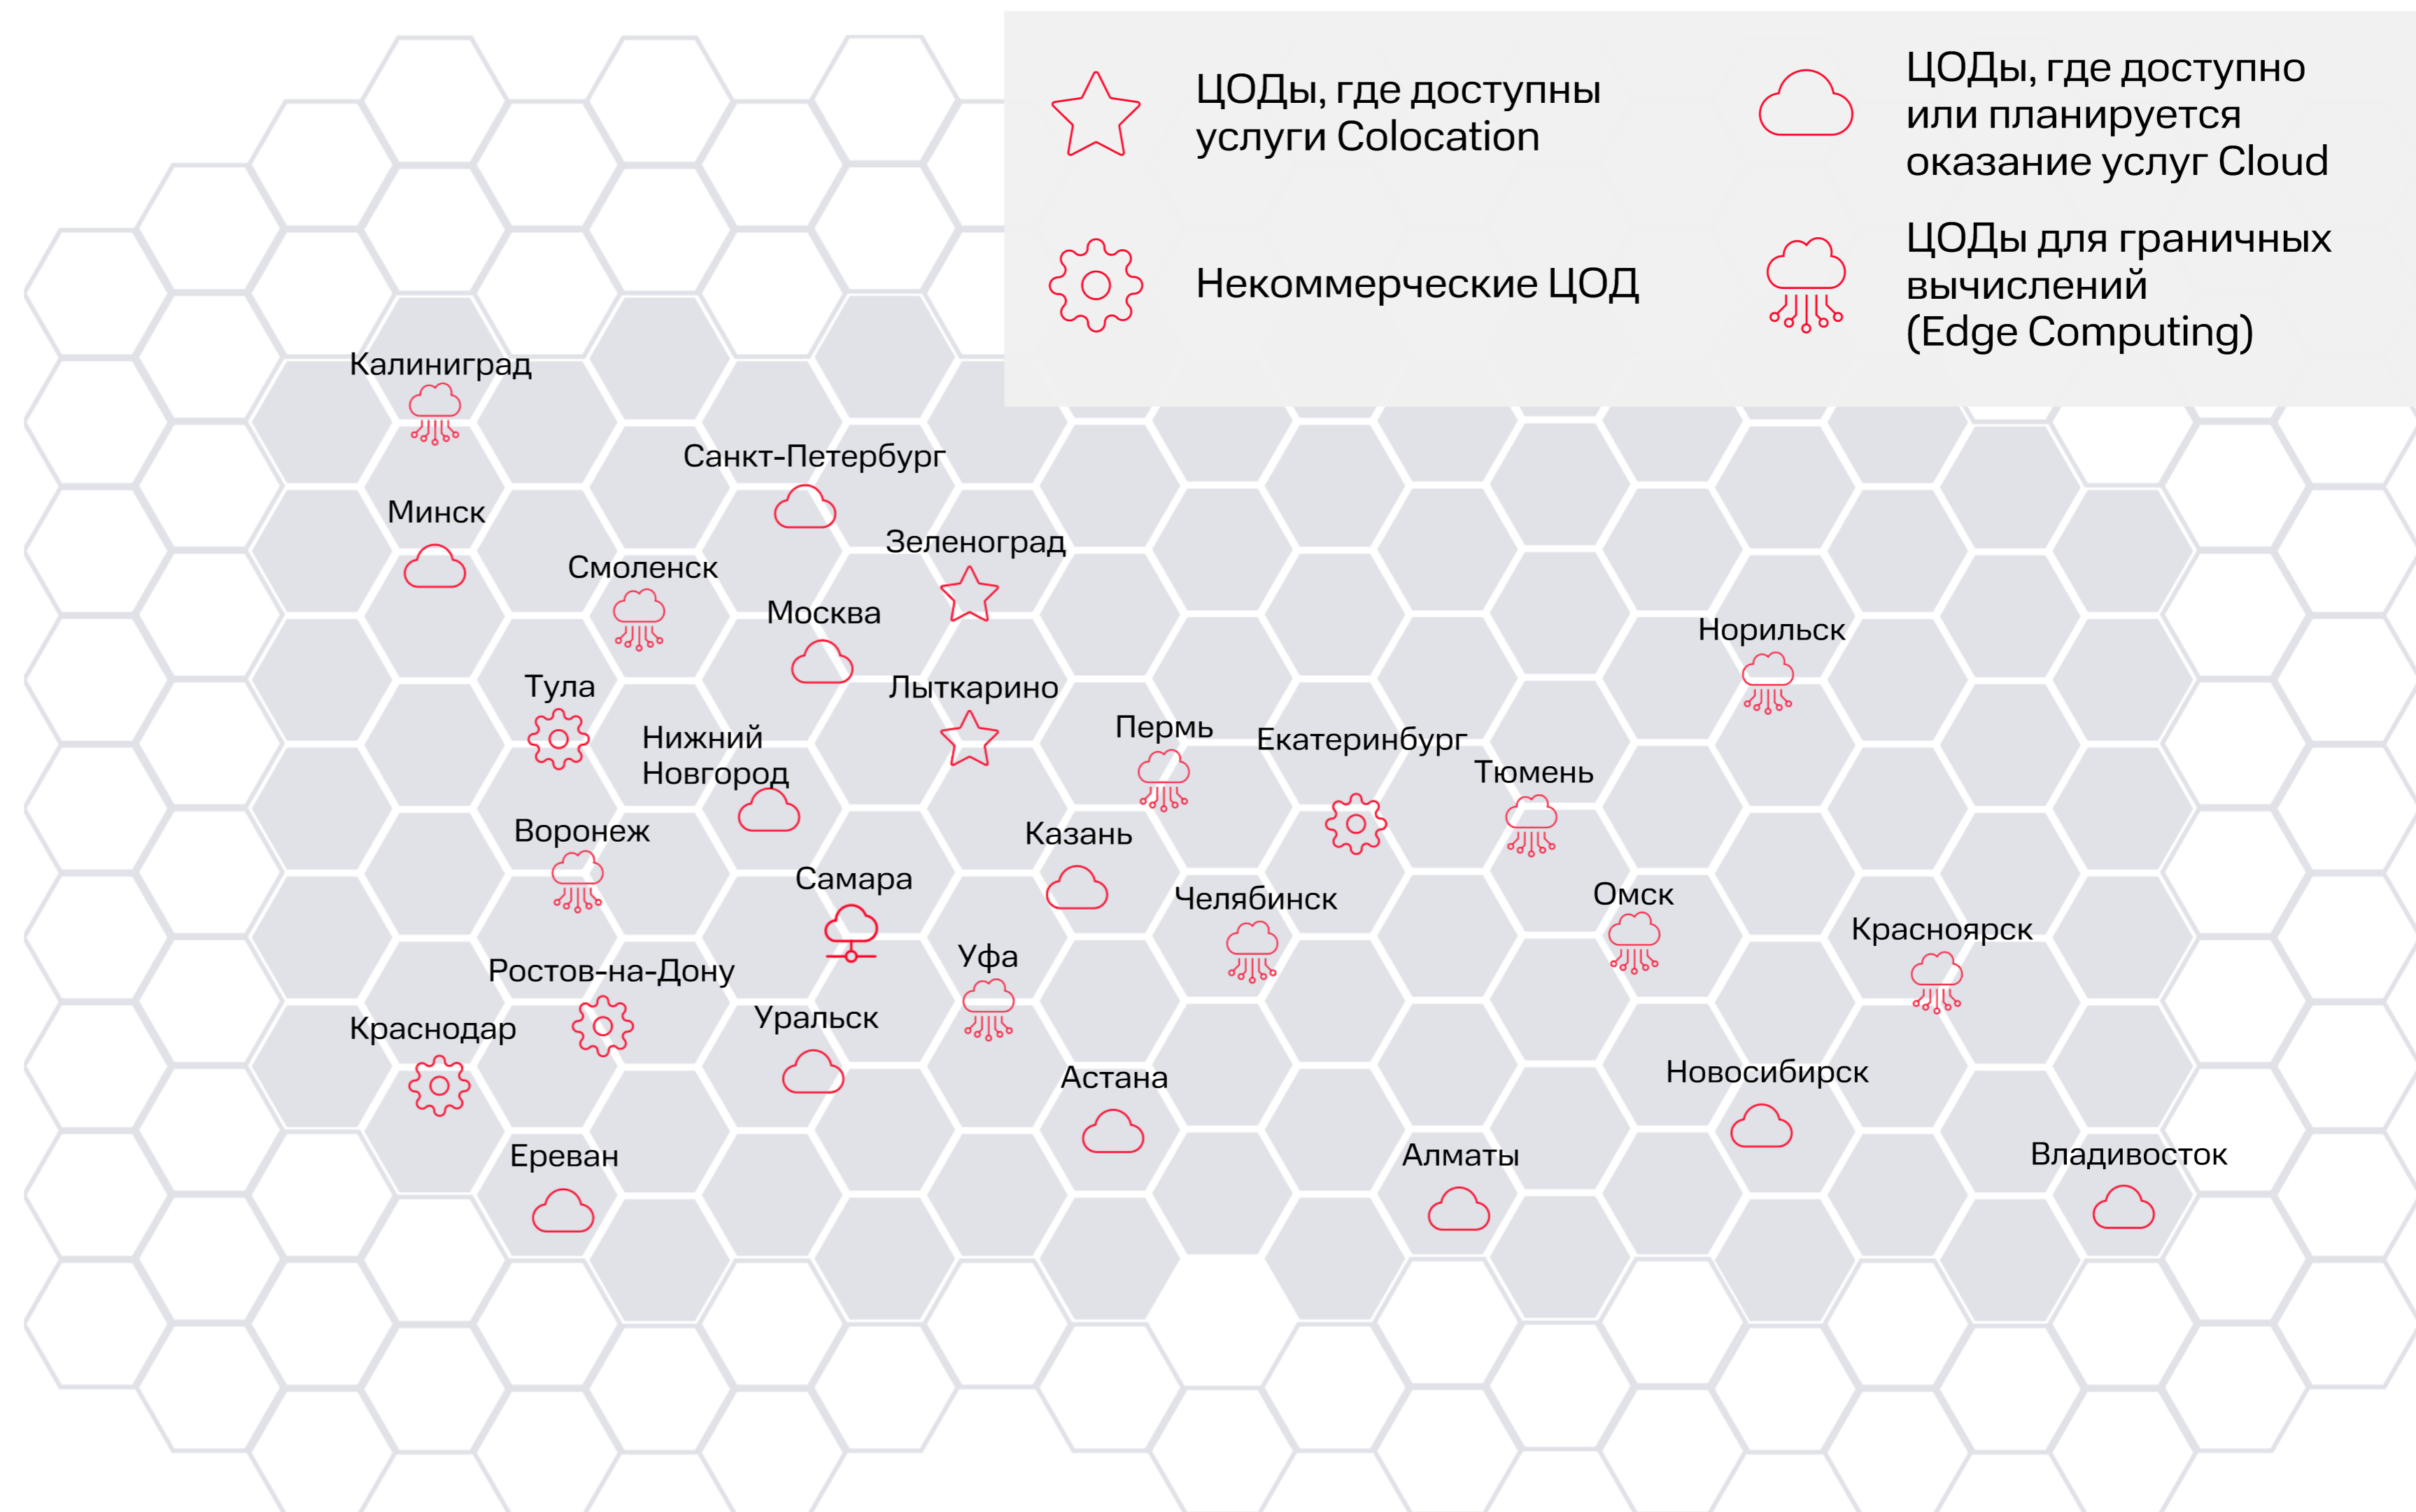 ЦОДы, где доступны
услуги Colocation
ЦОДы, где доступно
или планируется
оказание услуг Cloud
Некоммерческие ЦОД
ЦОДы для граничных
вычислений
(Edge Computing)
Калининград
Санкт-Петербург
Минск
Зеленоград
Смоленск
Москва
Норильск
Тула
Лыткарино
Пермь
Нижний
Новгород
Екатеринбург
Тюмень
Воронеж
Казань
Самара
Челябинск
Омск
Красноярск
Уфа
Ростов-на-Дону
Уральск
Краснодар
Астана
Новосибирск
Ереван
Алматы
Владивосток